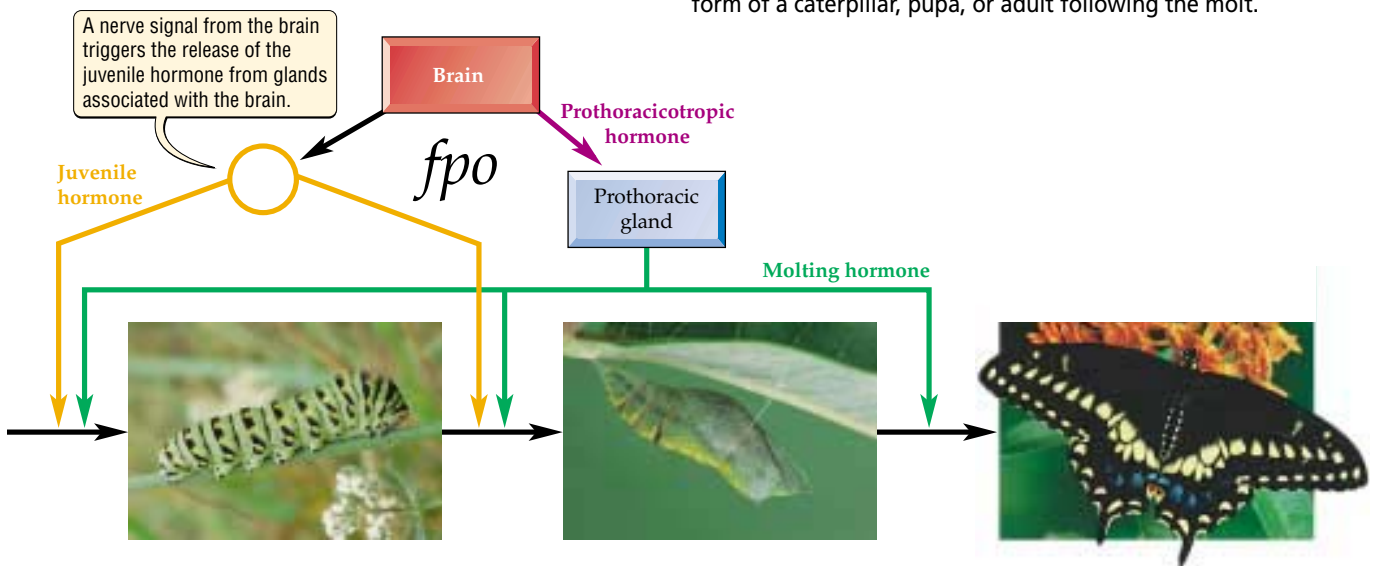 form of a caterpillar, pupa, or adult following the molt.
A nerve signal from the brain
triggers the release of the
juvenile hormone from glands
associated with the brain.
Brain
Prothoracicotropic
hormone
fpo
Juvenile
hormone
Prothoracic
gland
Molting hormone